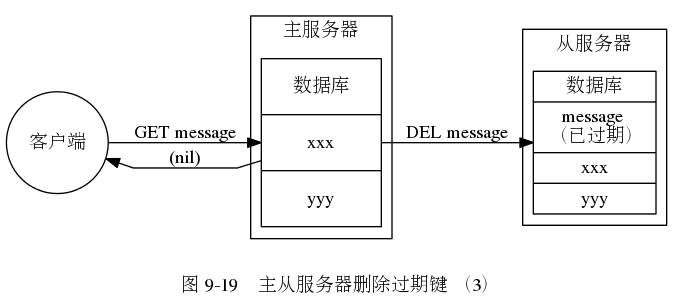 客户端
GET message
(nil)
主服务器
数据库
xxx
yyy
DEL message
从服务器
数据库
message
（已过期）
xxx
yyy
图 9-19 主从服务器删除过期键 （3）